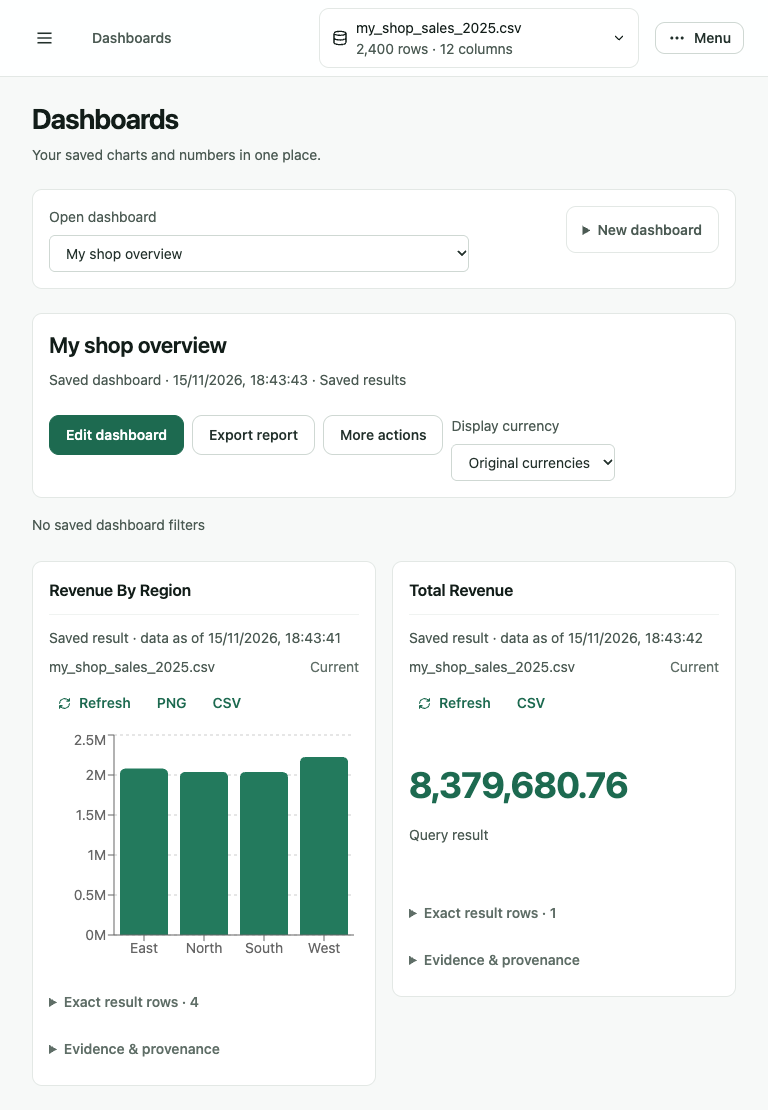 Dashboards
my_shop_sales_2025.csv
2,400 rows · 12 columns
Menu
Dashboards
Your saved charts and numbers in one place.
Open dashboard
My shop overview
New dashboard
My shop overview
Saved dashboard · 15/11/2026, 18:43:43 · Saved results
Edit dashboard
Export report
More actions
Display currency
Original currencies
No saved dashboard filters
Revenue By Region
Saved result · data as of 15/11/2026, 18:43:41
my_shop_sales_2025.csv Current
Refresh PNG CSV
2.5M
2M
1.5M
1M
0.5M
0M
East North South West
Exact result rows · 4
Evidence & provenance
Total Revenue
Saved result · data as of 15/11/2026, 18:43:42
my_shop_sales_2025.csv Current
Refresh CSV
8,379,680.76
Query result
Exact result rows · 1
Evidence & provenance